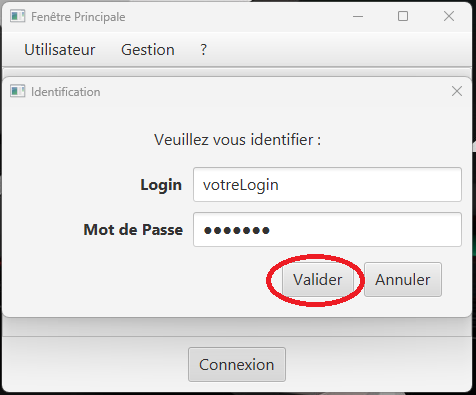 Fenêtre Principale
Utilisateur Gestion ?
Identification
Veuillez vous identifier :
Login votreLogin
Mot de Passe ●●●●●●●
Valider Annuler
Connexion